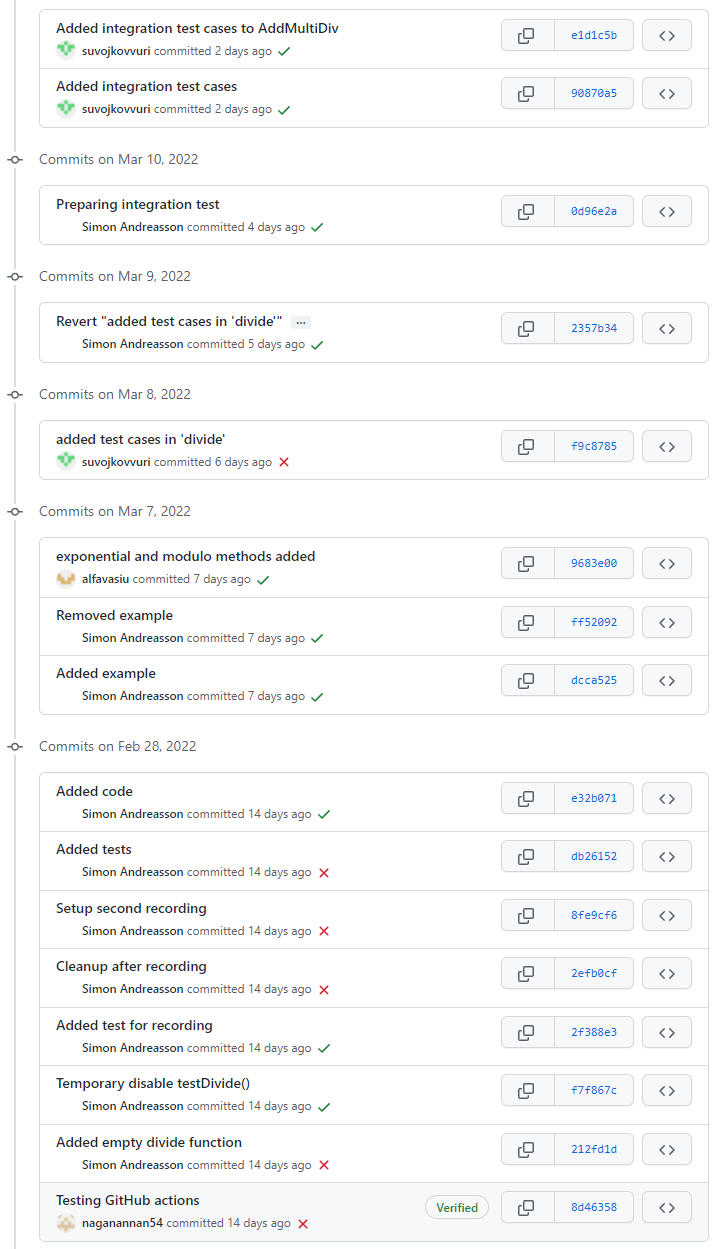 Added integration test cases to AddMultiDiv
e1d1c5b
suvojkovvuri committed 2 days ago
Added integration test cases
90870a5
suvojkovvuri committed 2 days ago
Commits on Mar 10, 2022
Preparing integration test
0d96e2a
Simon Andreasson committed 4 days ago
Commits on Mar 9, 2022
Revert "added test cases in 'divide'" ...
2357b34
Simon Andreasson committed 5 days ago
Commits on Mar 8, 2022
added test cases in 'divide'
f9c8785
suvojkovvuri committed 6 days ago
Commits on Mar 7, 2022
exponential and modulo methods added
9683e00
alfavasiu committed 7 days ago
Removed example
ff52092
Simon Andreasson committed 7 days ago
Added example
dcca525
Simon Andreasson committed 7 days ago
Commits on Feb 28, 2022
Added code
e32b071
Simon Andreasson committed 14 days ago
Added tests
db26152
Simon Andreasson committed 14 days ago
Setup second recording
8fe9cf6
Simon Andreasson committed 14 days ago
Cleanup after recording
2efb0cf
Simon Andreasson committed 14 days ago
Added test for recording
2f388e3
Simon Andreasson committed 14 days ago
Temporary disable testDivide()
f7f867c
Simon Andreasson committed 14 days ago
Added empty divide function
212fd1d
Simon Andreasson committed 14 days ago
Testing GitHub actions
Verified
8d46358
naganannan54 committed 14 days ago